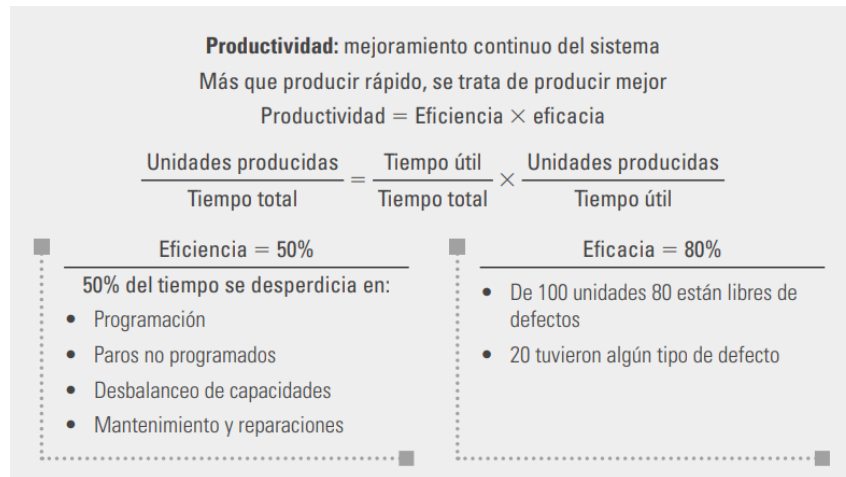 Productividad: mejoramiento continuo del sistema
Más que producir rápido, se trata de producir mejor
Productividad = Eficiencia × eficacia
Unidades producidas / Tiempo total = Tiempo útil / Tiempo total × Unidades producidas / Tiempo útil
Eficiencia = 50%
50% del tiempo se desperdicia en:
• Programación
• Paros no programados
• Desbalanceo de capacidades
• Mantenimiento y reparaciones
Eficacia = 80%
• De 100 unidades 80 están libres de
defectos
• 20 tuvieron algún tipo de defecto